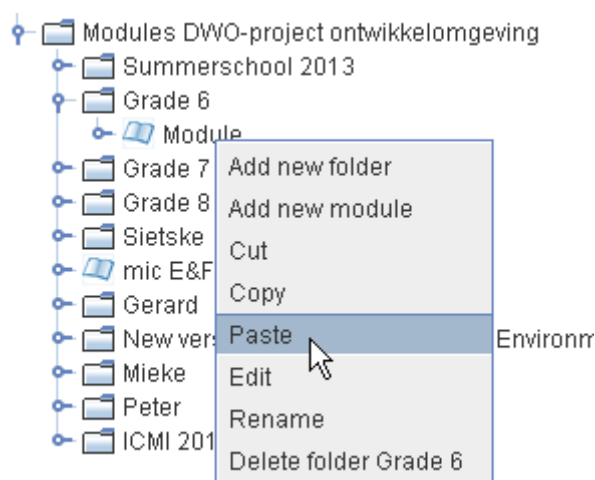 Modules DWO-project ontwikkelomgeving
Summerschool 2013
Grade 6
Module
Grade 7
Grade 8
Sietske
mic E&F
Gerard
New ver
Environm
Mieke
Peter
ICMI 201
Add new folder
Add new module
Cut
Copy
Paste
Edit
Rename
Delete folder Grade 6